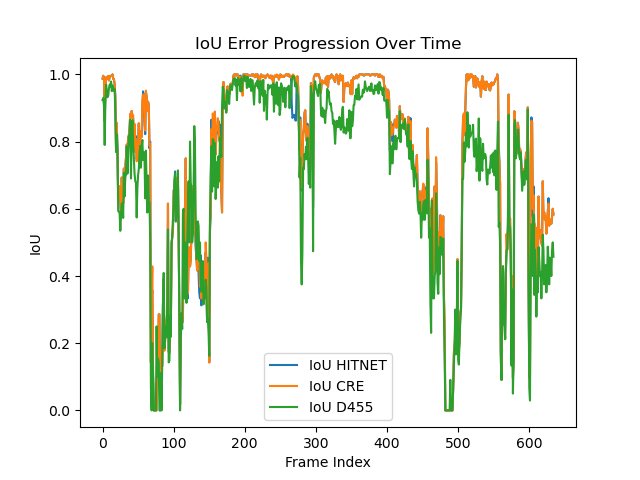 IoU Error Progression Over Time
1.0
0.8
0.6
0.4
0.2
0.0
IoU
IoU HITNET
IoU CRE
IoU D455
0 100 200 300 400 500 600
Frame Index